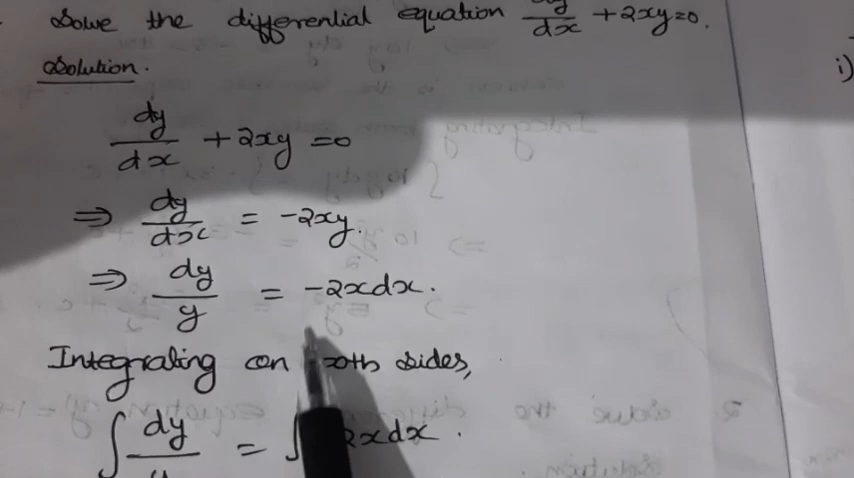 Solve the differential equation dy/dx + 2xy=0.
Solution.
dy/dx + 2xy =0
⇒ dy/dx = -2xy.
⇒ dy/y = -2xdx.
Integrating on both sides,
∫ dy/y = ∫ 2xdx.
i)